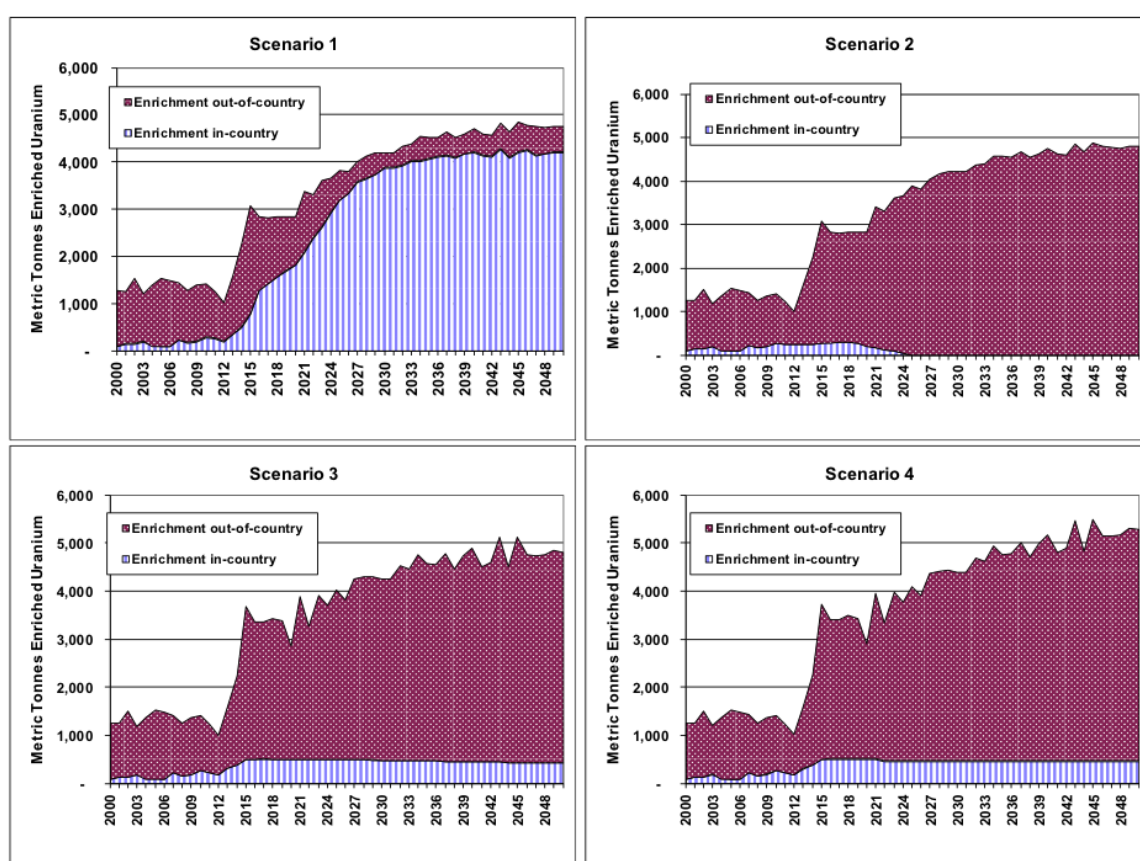 Scenario 1
Metric Tonnes Enriched Uranium
6,000
5,000
4,000
3,000
2,000
1,000
-
Enrichment out-of-country
Enrichment in-country
2000 2003 2006 2009 2012 2015 2018 2021 2024 2027 2030 2033 2036 2039 2042 2045 2048
Scenario 2
Metric Tonnes Enriched Uranium
6,000
5,000
4,000
3,000
2,000
1,000
-
Enrichment out-of-country
Enrichment in-country
2000 2003 2006 2009 2012 2015 2018 2021 2024 2027 2030 2033 2036 2039 2042 2045 2048
Scenario 3
Metric Tonnes Enriched Uranium
6,000
5,000
4,000
3,000
2,000
1,000
-
Enrichment out-of-country
Enrichment in-country
2000 2003 2006 2009 2012 2015 2018 2021 2024 2027 2030 2033 2036 2039 2042 2045 2048
Scenario 4
Metric Tonnes Enriched Uranium
6,000
5,000
4,000
3,000
2,000
1,000
-
Enrichment out-of-country
Enrichment in-country
2000 2003 2006 2009 2012 2015 2018 2021 2024 2027 2030 2033 2036 2039 2042 2045 2048